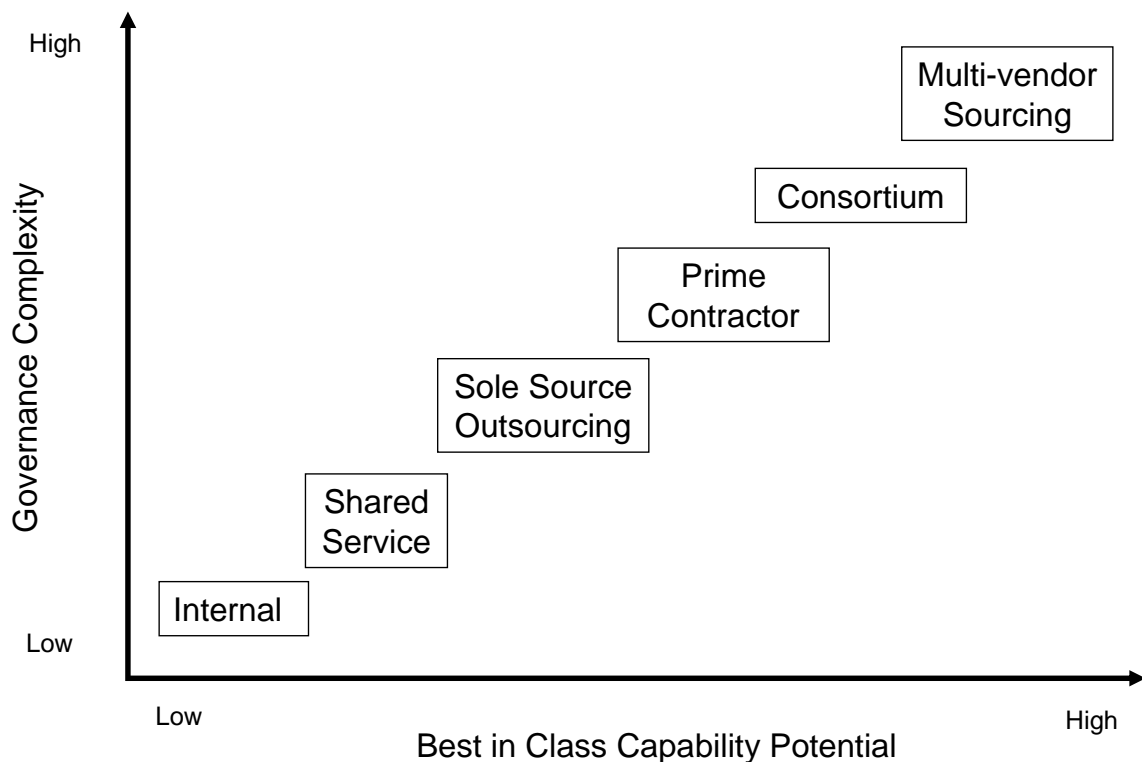 High
Multi-vendor
Sourcing
Consortium
Prime
Contractor
Sole Source
Outsourcing
Shared
Service
Internal
Low
Governance Complexity
Low
High
Best in Class Capability Potential